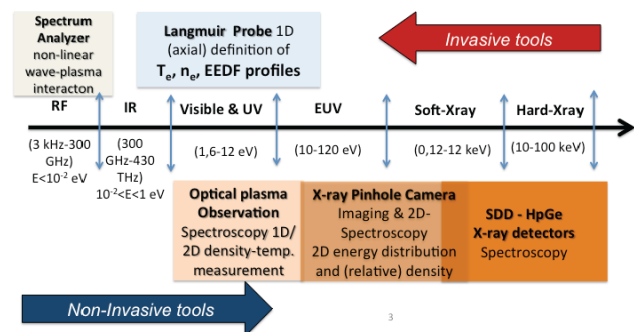 Spectrum
Analyzer
non-linear
wave-plasma
interacton
Langmuir Probe 1D
(axial) definition of
Te, ne, EEDF profiles
Invasive tools
RF
IR
Visible & UV
EUV
Soft-Xray
Hard-Xray
(3 kHz-300
GHz)
E<10-2 eV
(300
GHz-430
THz)
10-2<E<1 eV
(1,6-12 eV)
(10-120 eV)
(0,12-12 keV)
(10-100 keV)
Optical plasma
Observation
Spectroscopy 1D/
2D density-temp.
measurement
X-ray Pinhole Camera
Imaging & 2D-
Spectroscopy
2D energy distribution
and (relative) density
SDD - HpGe
X-ray detectors
Spectroscopy
Non-Invasive tools
3